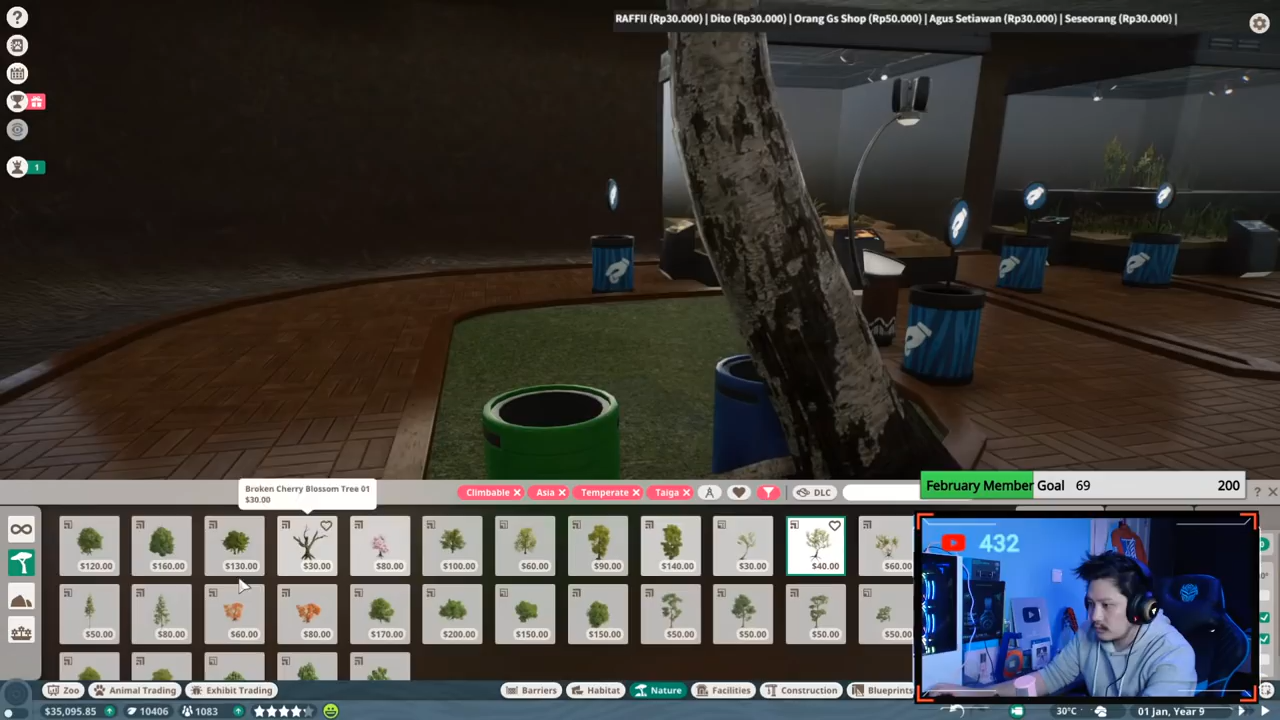 RAFFII (Rp30.000) | Dito (Rp30.000) | Orang Gs Shop (Rp50.000) | Agus Setiawan (Rp30.000) | Seseorang (Rp30.000) |
?
1
Broken Cherry Blossom Tree 01
$30.00
Climbable × Asia × Temperate × Taiga × DLC
February Member Goal 69 200
? ×
$120.00 $160.00 $130.00 $30.00 $80.00 $100.00 $60.00 $90.00 $140.00 $30.00 $40.00 $60.00
432
$50.00 $80.00 $60.00 $80.00 $170.00 $200.00 $150.00 $150.00 $50.00 $50.00 $50.00 $50.00
Zoo Animal Trading Exhibit Trading Barriers Habitat Nature Facilities Construction Blueprints
$35,095.85 10406 1083 30°C 01 Jan, Year 9